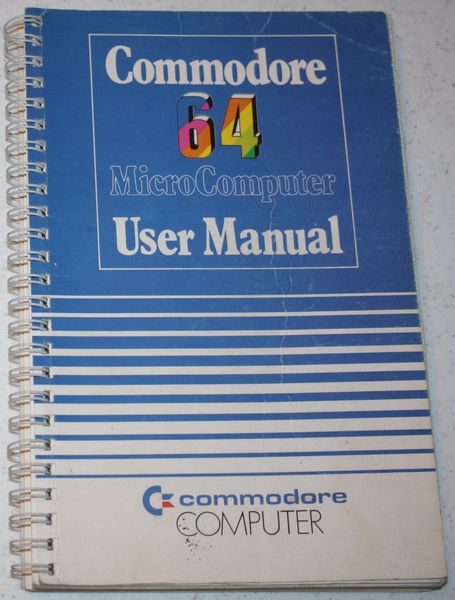 Commodore
64
MicroComputer
User Manual
commodore
COMPUTER